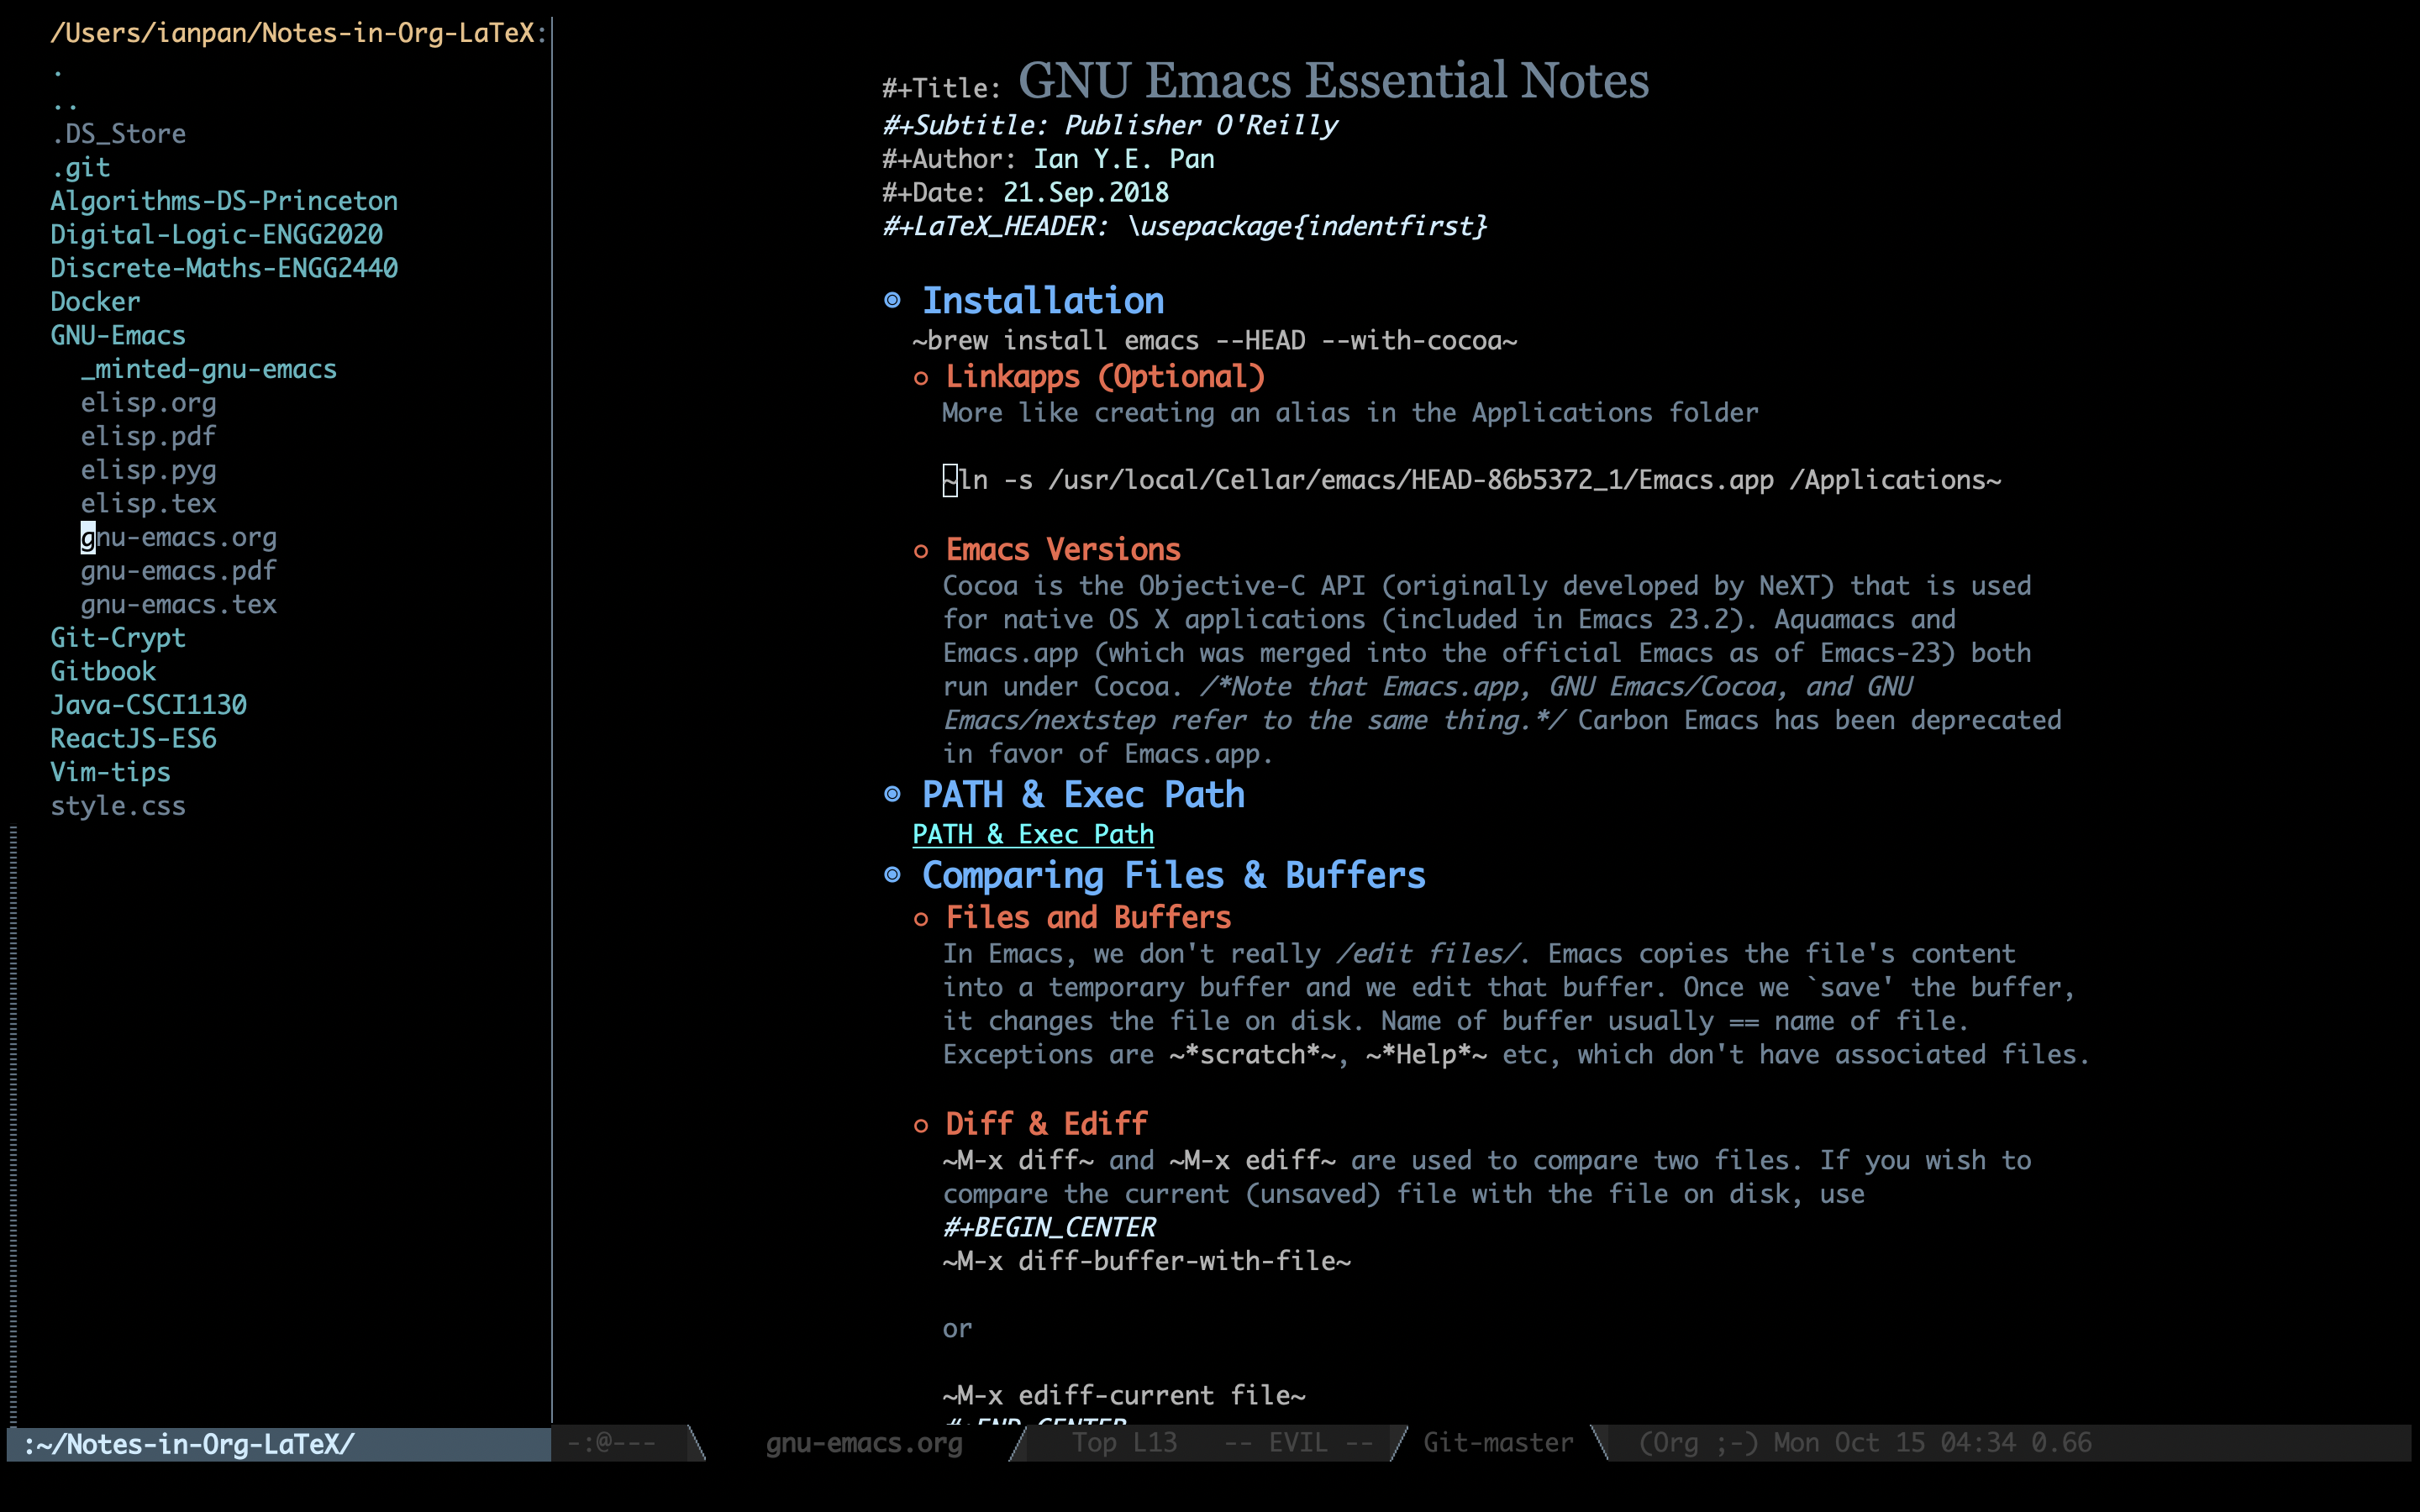 /Users/ianpan/Notes-in-Org-LaTeX:
.
..
.DS_Store
.git
Algorithms-DS-Princeton
Digital-Logic-ENGG2020
Discrete-Maths-ENGG2440
Docker
GNU-Emacs
_minted-gnu-emacs
elisp.org
elisp.pdf
elisp.pyg
elisp.tex
gnu-emacs.org
gnu-emacs.pdf
gnu-emacs.tex
Git-Crypt
Gitbook
Java-CSCI1130
ReactJS-ES6
Vim-tips
style.css
:~/Notes-in-Org-LaTeX/
#+Title: GNU Emacs Essential Notes
#+Subtitle: Publisher O'Reilly
#+Author: Ian Y.E. Pan
#+Date: 21.Sep.2018
#+LaTeX_HEADER: \usepackage{indentfirst}
◉ Installation
~brew install emacs --HEAD --with-cocoa~
○ Linkapps (Optional)
More like creating an alias in the Applications folder
~ln -s /usr/local/Cellar/emacs/HEAD-86b5372_1/Emacs.app /Applications~
○ Emacs Versions
Cocoa is the Objective-C API (originally developed by NeXT) that is used
for native OS X applications (included in Emacs 23.2). Aquamacs and
Emacs.app (which was merged into the official Emacs as of Emacs-23) both
run under Cocoa. /*Note that Emacs.app, GNU Emacs/Cocoa, and GNU
Emacs/nextstep refer to the same thing.*/ Carbon Emacs has been deprecated
in favor of Emacs.app.
◉ PATH & Exec Path
PATH & Exec Path
◉ Comparing Files & Buffers
○ Files and Buffers
In Emacs, we don't really /edit files/. Emacs copies the file's content
into a temporary buffer and we edit that buffer. Once we `save' the buffer,
it changes the file on disk. Name of buffer usually == name of file.
Exceptions are ~*scratch*~, ~*Help*~ etc, which don't have associated files.
○ Diff & Ediff
~M-x diff~ and ~M-x ediff~ are used to compare two files. If you wish to
compare the current (unsaved) file with the file on disk, use
#+BEGIN_CENTER
~M-x diff-buffer-with-file~
or
~M-x ediff-current file~
#+END_CENTER
-:@--- gnu-emacs.org Top L13 -- EVIL -- Git-master (Org ;-) Mon Oct 15 04:34 0.66